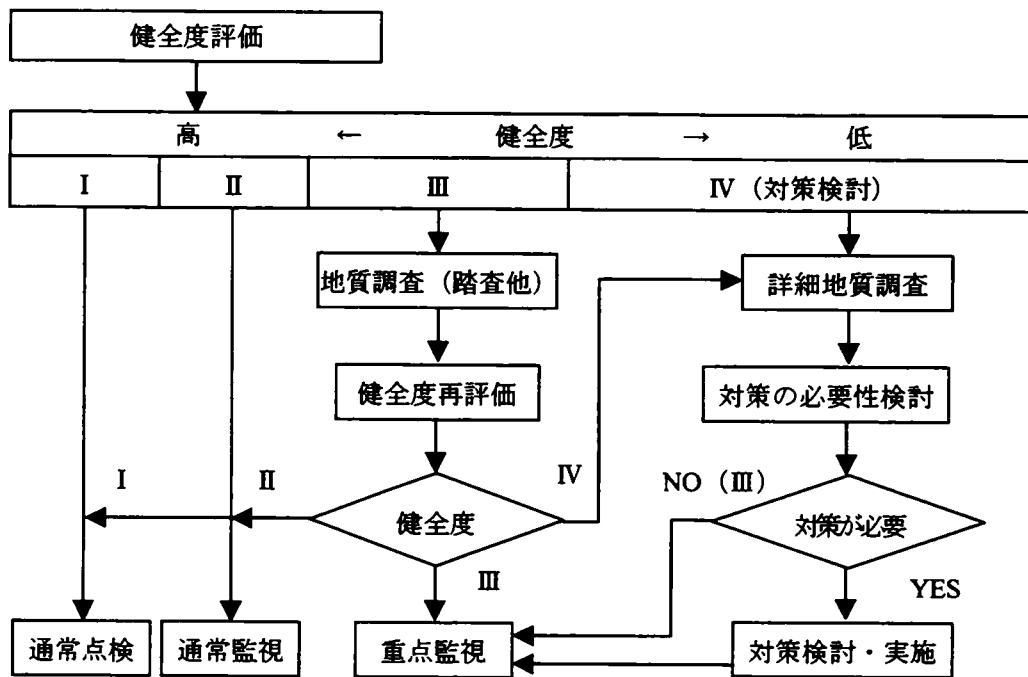 健全度評価
高 ← 健全度 → 低
Ⅰ Ⅱ Ⅲ Ⅳ（対策検討）
地質調査（踏査他） 詳細地質調査
健全度再評価 対策の必要性検討
Ⅰ Ⅱ Ⅳ NO（Ⅲ）
健全度 対策が必要
Ⅲ YES
通常点検 通常監視 重点監視 対策検討・実施